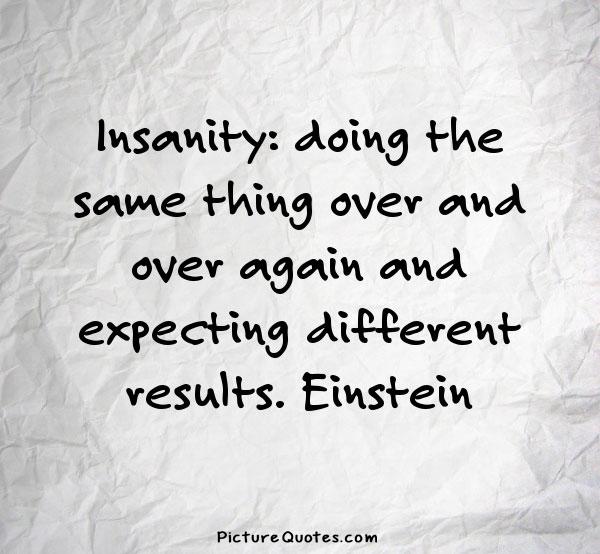 Insanity: doing the
same thing over and
over again and
expecting different
results. Einstein
PictureQuotes.com